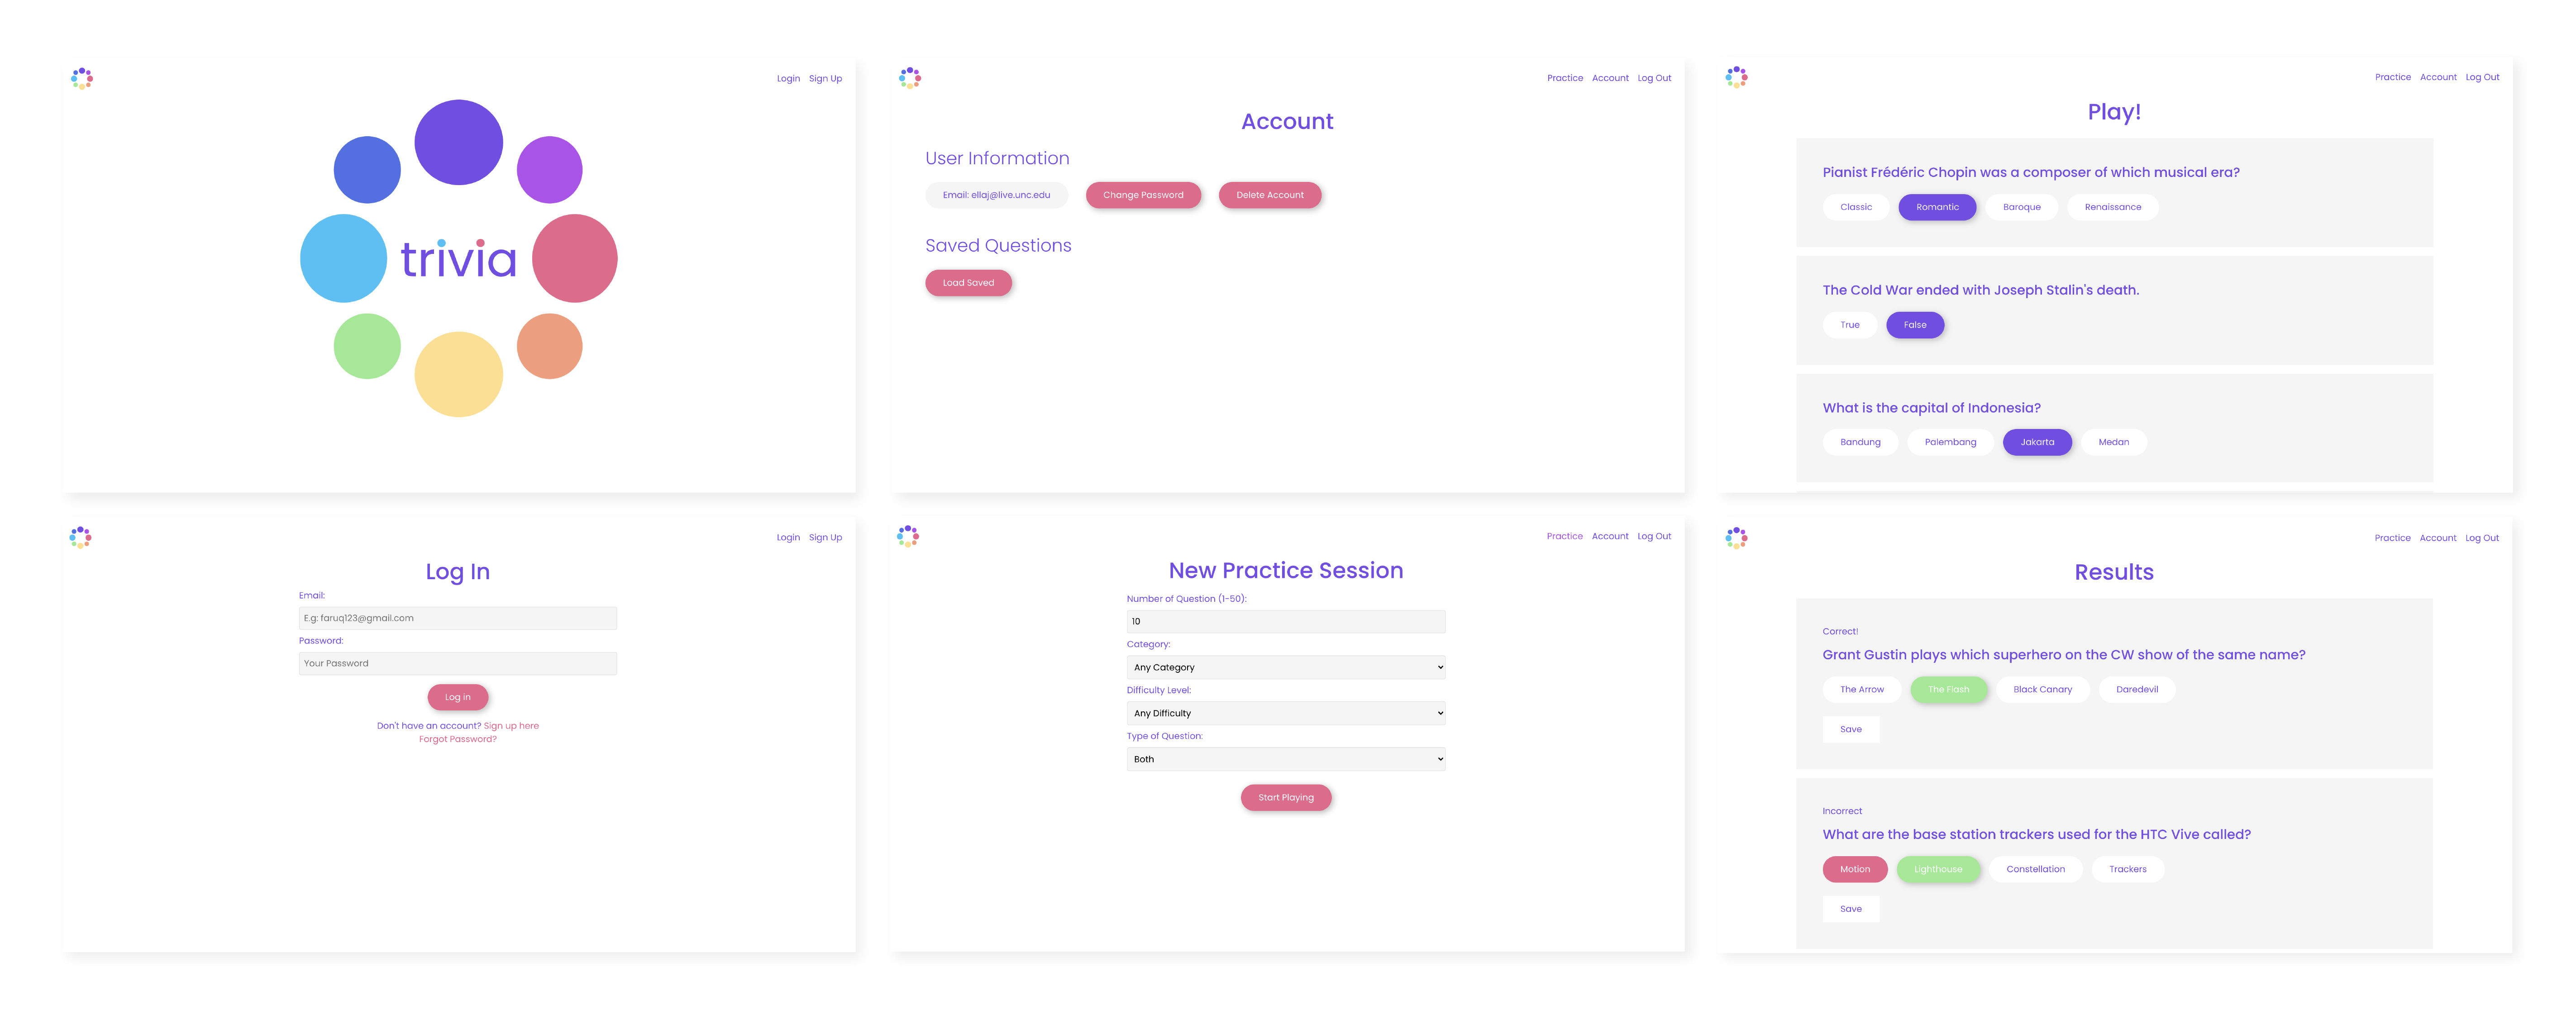 Login Sign Up
trivia
Practice Account Log Out
Account
User Information
Email: ellaj@live.unc.edu Change Password Delete Account
Saved Questions
Load Saved
Practice Account Log Out
Play!
Pianist Frédéric Chopin was a composer of which musical era?
Classic Romantic Baroque Renaissance
The Cold War ended with Joseph Stalin's death.
True False
What is the capital of Indonesia?
Bandung Palembang Jakarta Medan
Login Sign Up
Log In
Email:
E.g: faruq123@gmail.com
Password:
Your Password
Log in
Don't have an account? Sign up here
Forgot Password?
Practice Account Log Out
New Practice Session
Number of Question (1-50):
10
Category:
Any Category
Difficulty Level:
Any Difficulty
Type of Question:
Both
Start Playing
Practice Account Log Out
Results
Correct!
Grant Gustin plays which superhero on the CW show of the same name?
The Arrow The Flash Black Canary Daredevil
Save
Incorrect
What are the base station trackers used for the HTC Vive called?
Motion Lighthouse Constellation Trackers
Save